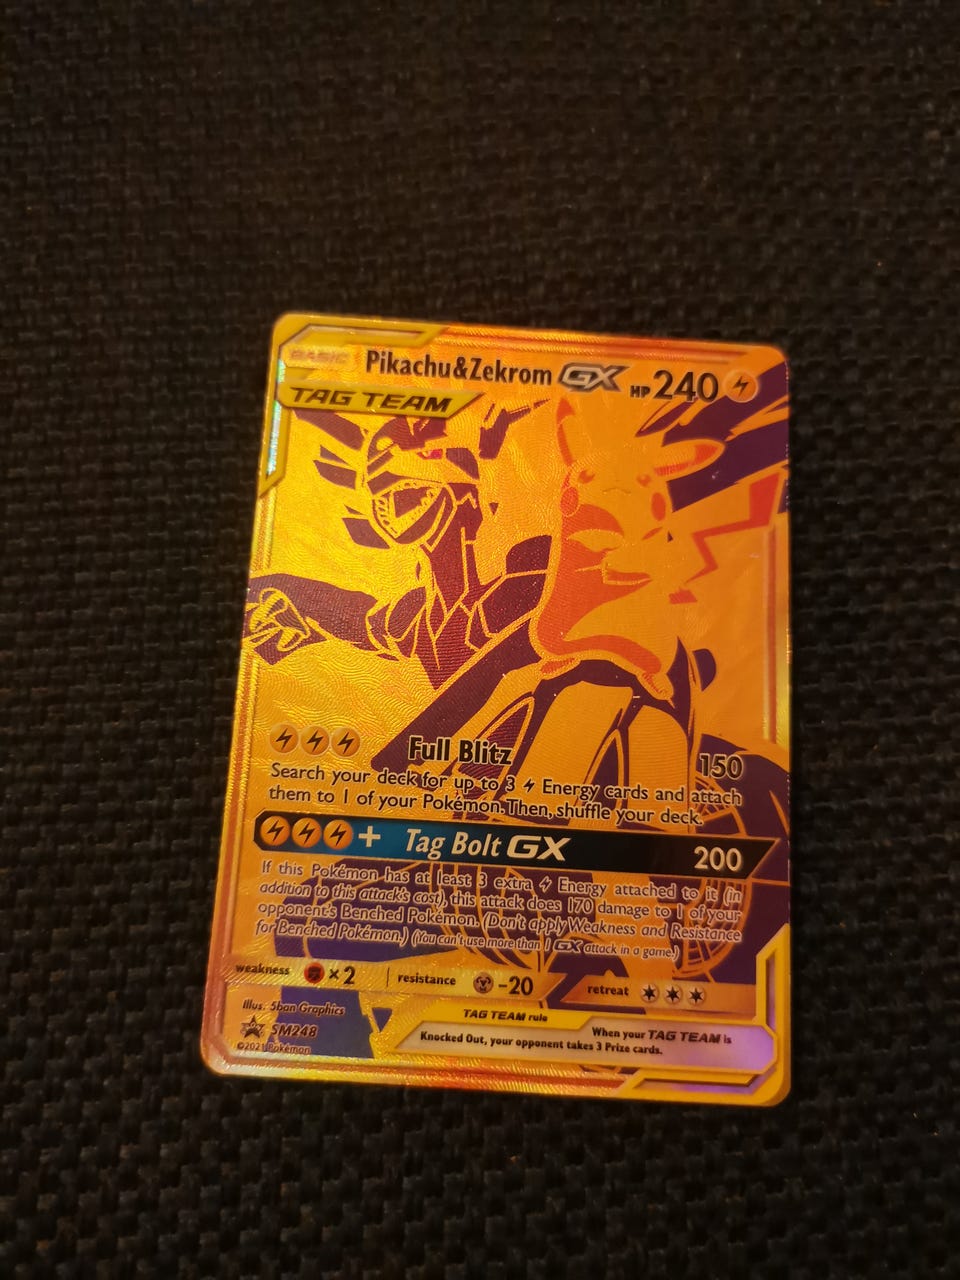 BASIC Pikachu&Zekrom GX HP 240
TAG TEAM
Full Blitz 150
Search your deck for up to 3 Energy cards and attach
them to 1 of your Pokémon. Then, shuffle your deck.
+ Tag Bolt GX 200
If this Pokémon has at least 3 extra Energy attached to it (in
addition to this attack's cost), this attack does 170 damage to 1 of your
opponent's Benched Pokémon. (Don't apply Weakness and Resistance
for Benched Pokémon.) (You can't use more than 1 GX attack in a game.)
weakness ×2 resistance -20 retreat
Illus. 5ban Graphics
SM248
©2021 Pokémon
TAG TEAM rule
When your TAG TEAM is
Knocked Out, your opponent takes 3 Prize cards.